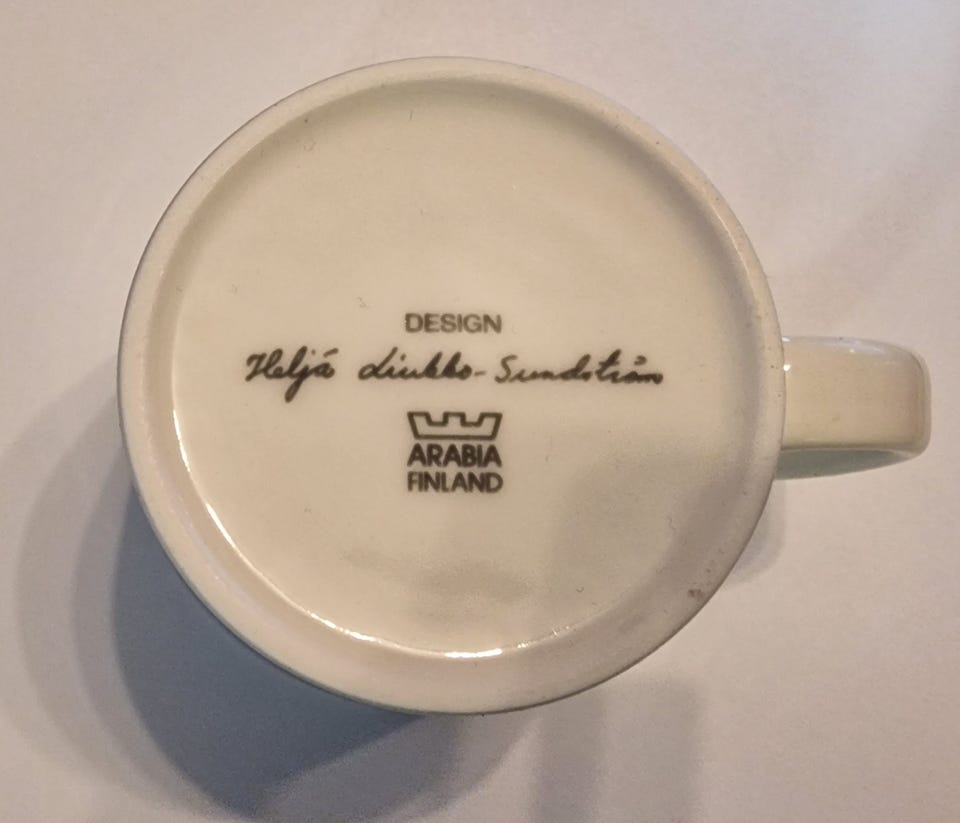 DESIGN
Heljä Liukko-Sundström
ARABIA
FINLAND